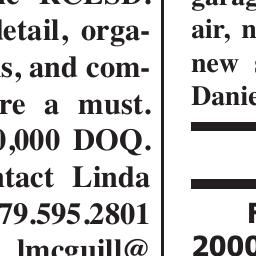 RCLSD.
detail, orga-
s, and com-
re a must.
0,000 DOQ.
ntact Linda
79.595.2801
lmcguill@
garag
air, n
new s
Danie
F
2000